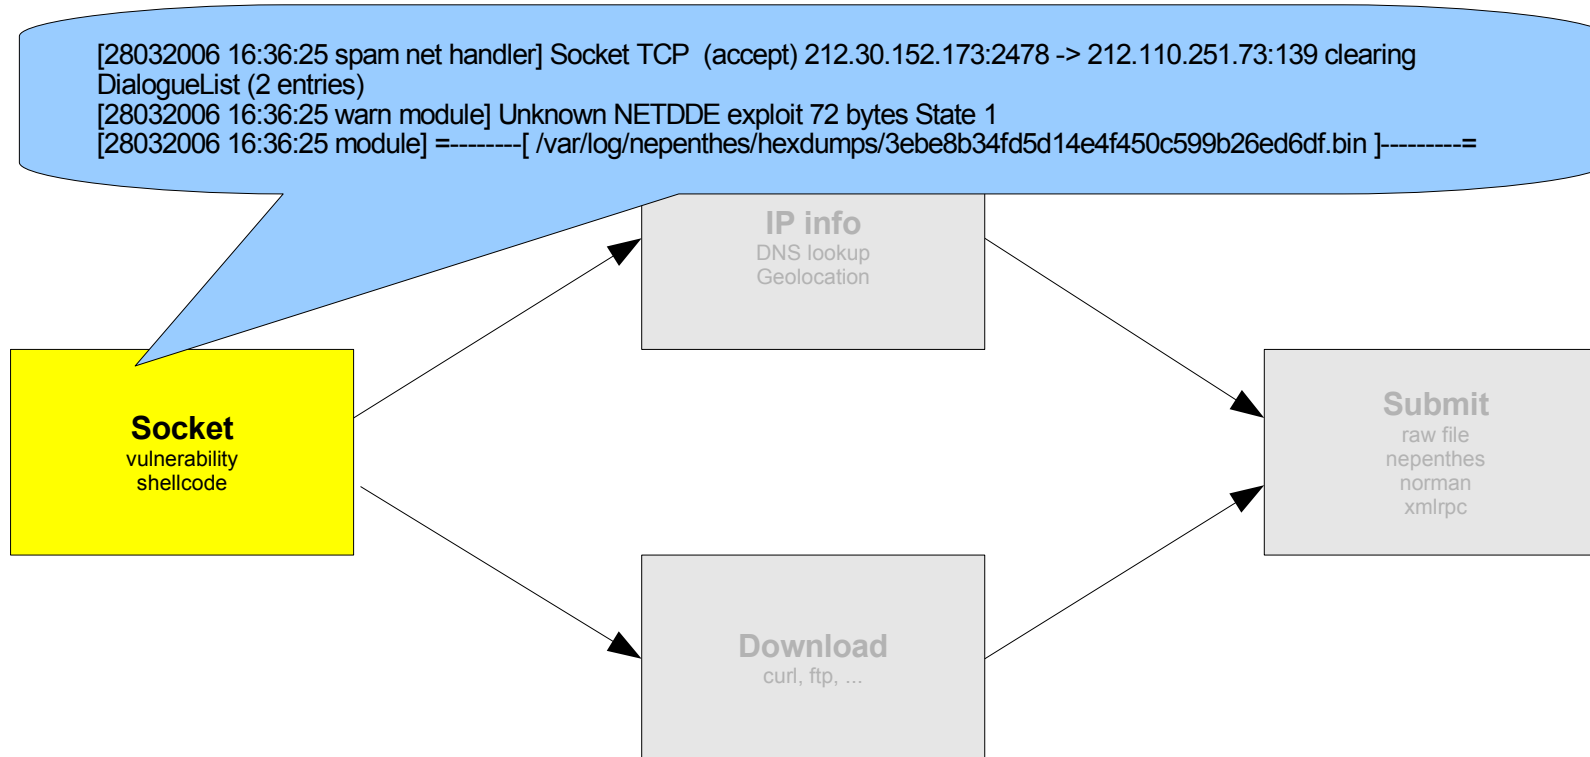 [28032006 16:36:25 spam net handler] Socket TCP  (accept) 212.30.152.173:2478 -> 212.110.251.73:139 clearing
DialogueList (2 entries)
[28032006 16:36:25 warn module] Unknown NETDDE exploit 72 bytes State 1
[28032006 16:36:25 module] =--------[ /var/log/nepenthes/hexdumps/3ebe8b34fd5d14e4f450c599b26ed6df.bin ]---------=
IP info
DNS lookup
Geolocation
Socket
vulnerability
shellcode
Submit
raw file
nepenthes
norman
xmlrpc
Download
curl, ftp, ...